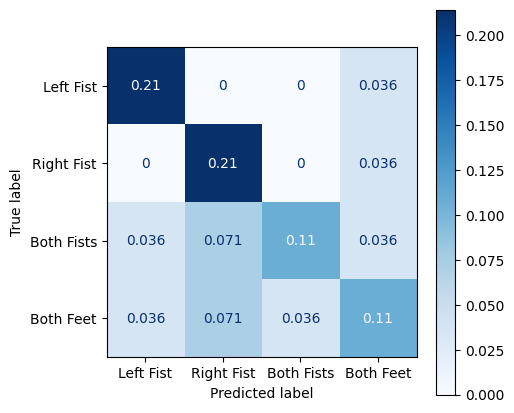 0.200
Left Fist 0.21 0 0 0.036
0.175
0.150
Right Fist 0 0.21 0 0.036
0.125
True label
0.100
Both Fists 0.036 0.071 0.11 0.036
0.075
0.050
Both Feet 0.036 0.071 0.036 0.11
0.025
0.000
Left Fist Right Fist Both Fists Both Feet
Predicted label